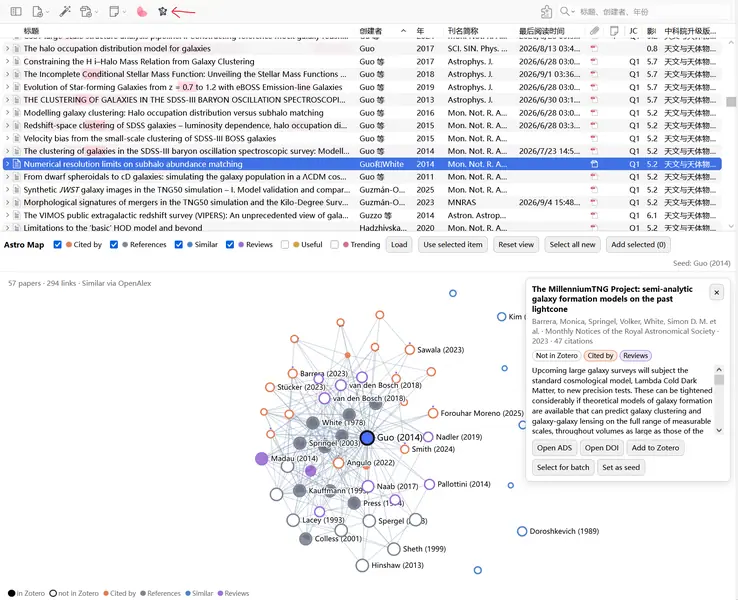 标题、创建者、年份
标题 创建者 年 刊名简称 最后阅读时间 JC 影| 中科院升级版...
The halo occupation distribution model for galaxies Guo 2017 SCI. SIN. Phys. ... 2026/8/13 03:4... 0.8 天文与天体物...
Constraining the H i–Halo Mass Relation from Galaxy Clustering Guo 等 2017 Astrophys. J. 2026/6/28 03:0... Q1 5.7 天文与天体物...
The Incomplete Conditional Stellar Mass Function: Unveiling the Stellar Mass Functions ... Guo 等 2018 Astrophys. J. 2026/9/1 03:36... Q1 5.7 天文与天体物...
Evolution of Star-forming Galaxies from z = 0.7 to 1.2 with eBOSS Emission-line Galaxies Guo 等 2019 Astrophys. J. 2026/6/28 03:0... Q1 5.7 天文与天体物...
THE CLUSTERING OF GALAXIES IN THE SDSS-III BARYON OSCILLATION SPECTROSCOPI... Guo 等 2013 Astrophys. J. 2026/6/30 03:1... Q1 5.7 天文与天体物...
Modelling galaxy clustering: Halo occupation distribution versus subhalo matching Guo 等 2016 Mon. Not. R. A... 2026/6/28 03:0... Q1 5.2 天文与天体物...
Redshift-space clustering of SDSS galaxies – luminosity dependence, halo occupation di... Guo 等 2015 Mon. Not. R. A... 2026/6/28 03:3... Q1 5.2 天文与天体物...
Velocity bias from the small-scale clustering of SDSS-III BOSS galaxies Guo 等 2015 Mon. Not. R. A... Q1 5.2 天文与天体物...
The clustering of galaxies in the SDSS-III baryon oscillation spectroscopic survey: Modell... Guo 等 2014 Mon. Not. R. A... 2026/7/23 14:5... Q1 5.2 天文与天体物...
Numerical resolution limits on subhalo abundance matching Guo和White 2014 Mon. Not. R. A... Q1 5.2 天文与天体物...
From dwarf spheroidals to cD galaxies: simulating the galaxy population in a ΛCDM cos... Guo 等 2011 Mon. Not. R. A... Q1 5.2 天文与天体物...
Synthetic JWST galaxy images in the TNG50 simulation – I. Model validation and compar... Guzmán-O... 2025 Mon. Not. R. A... Q1 5.2 天文与天体物...
Morphological signatures of mergers in the TNG50 simulation and the Kilo-Degree Surv... Guzmán-O... 2023 MNRAS 2026/9/4 15:48... Q1 5.2 天文与天体物...
The VIMOS public extragalactic redshift survey (VIPERS): An unprecedented view of gala... Guzzo 等 2014 Astron. Astrop... Q1 6.1 天文与天体物...
Limitations to the 'basic' HOD model and beyond Hadzhivska... 2020 Mon. Not. R. A... Q1 5.2 天文与天体物...
Astro Map Cited by References Similar Reviews Useful Trending Load Use selected item Reset view Select all new Add selected (0)
Seed: Guo (2014)
57 papers · 294 links · Similar via OpenAlex
The MillenniumTNG Project: semi-analytic
galaxy formation models on the past
lightcone
Barrera, Monica, Springel, Volker, White, Simon D. M. et
al. · Monthly Notices of the Royal Astronomical Society ·
2023 · 47 citations
Not in Zotero Cited by Reviews
Upcoming large galaxy surveys will subject the
standard cosmological model, Lambda Cold Dark
Matter, to new precision tests. These can be tightened
considerably if theoretical models of galaxy formation
are available that can predict galaxy clustering and
galaxy-galaxy lensing on the full range of measurable
scales, throughout volumes as large as those of the
Open ADS Open DOI Add to Zotero
Select for batch Set as seed
Kim
Sawala (2023)
Barrera (2023)
Stücker (2023)
van den Bosch (2018)
van den Bosch (2018)
Forouhar Moreno (2025)
White (1978)
Guo (2014)
Nadler (2019)
Springel (2003)
Smith (2024)
Madau (2014)
Angulo (2022)
Kauffmann (1993)
Naab (2017)
Pallottini (2014)
Press (1974)
Lacey (1993)
Spergel
Doroshkevich (1989)
Colless (2001)
Sheth (1999)
Hinshaw (2013)
in Zotero not in Zotero Cited by References Similar Reviews